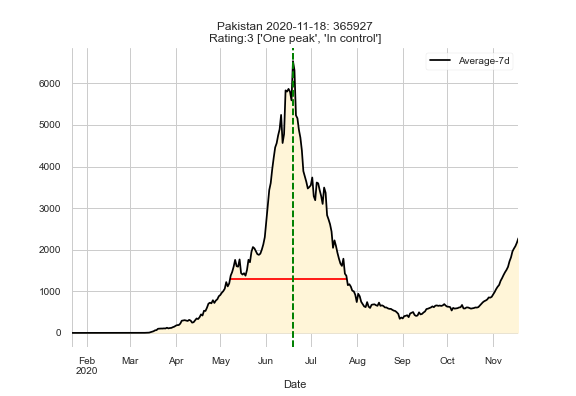 Pakistan 2020-11-18: 365927
Rating:3 ['One peak', 'In control']
Average-7d
6000
5000
4000
3000
2000
1000
0
Feb Mar Apr May Jun Jul Aug Sep Oct Nov
2020
Date